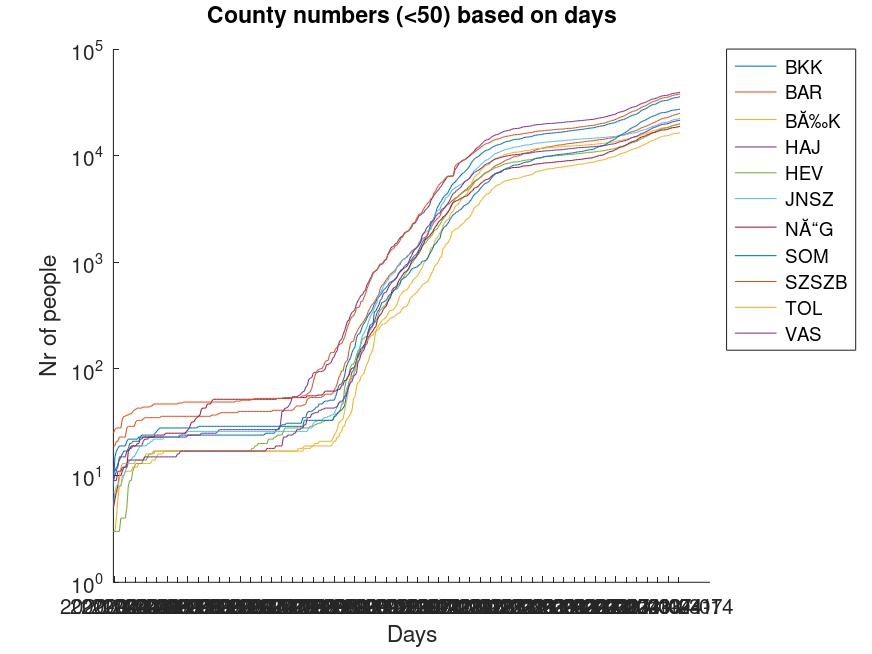 County numbers (<50) based on days
10^5
10^4
10^3
10^2
10^1
10^0
Nr of people
Days
BKK
BAR
BĂ‰K
HAJ
HEV
JNSZ
NĂ“G
SOM
SZSZB
TOL
VAS